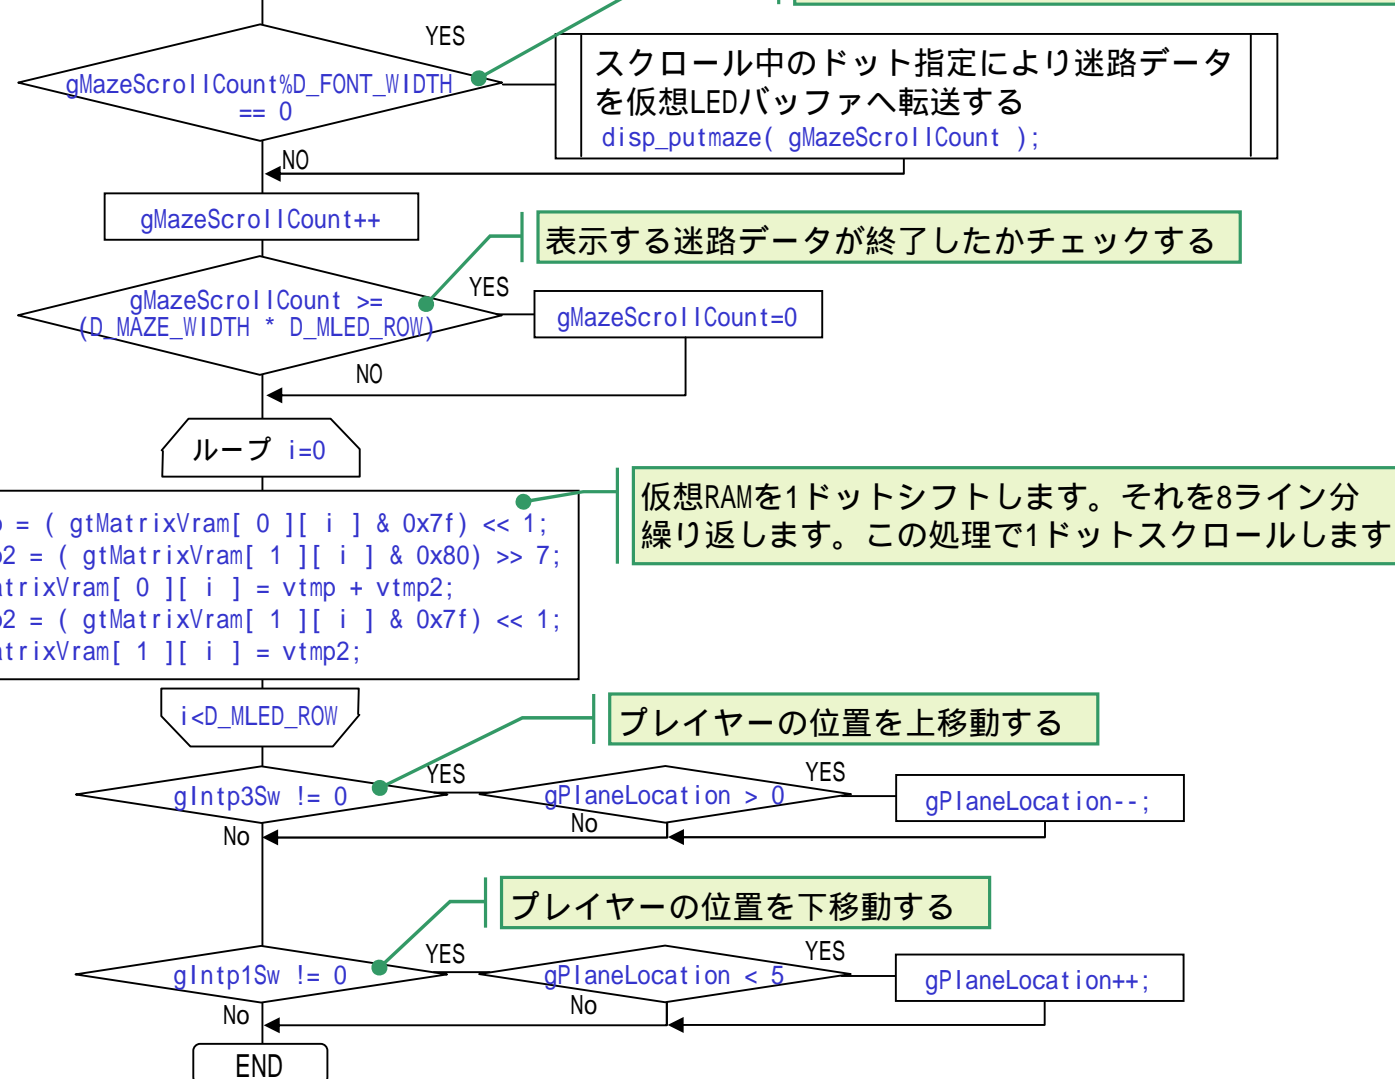 YES
gMazeScrollCount%D_FONT_WIDTH
== 0
スクロール中のドット指定により迷路データ
を仮想LEDバッファへ転送する
disp_putmaze( gMazeScrollCount );
NO
gMazeScrollCount++
表示する迷路データが終了したかチェックする
YES
gMazeScrollCount >=
(D_MAZE_WIDTH * D_MLED_ROW)
gMazeScrollCount=0
NO
ループ i=0
仮想RAMを1ドットシフトします。それを8ライン分
繰り返します。この処理で1ドットスクロールします
= ( gtMatrixVram[ 0 ][ i ] & 0x7f) << 1;
2 = ( gtMatrixVram[ 1 ][ i ] & 0x80) >> 7;
atrixVram[ 0 ][ i ] = vtmp + vtmp2;
2 = ( gtMatrixVram[ 1 ][ i ] & 0x7f) << 1;
atrixVram[ 1 ][ i ] = vtmp2;
i<D_MLED_ROW
プレイヤーの位置を上移動する
YES
YES
gIntp3Sw != 0
gPlaneLocation > 0
gPlaneLocation--;
No
No
プレイヤーの位置を下移動する
YES
YES
gIntp1Sw != 0
gPlaneLocation < 5
gPlaneLocation++;
No
No
END